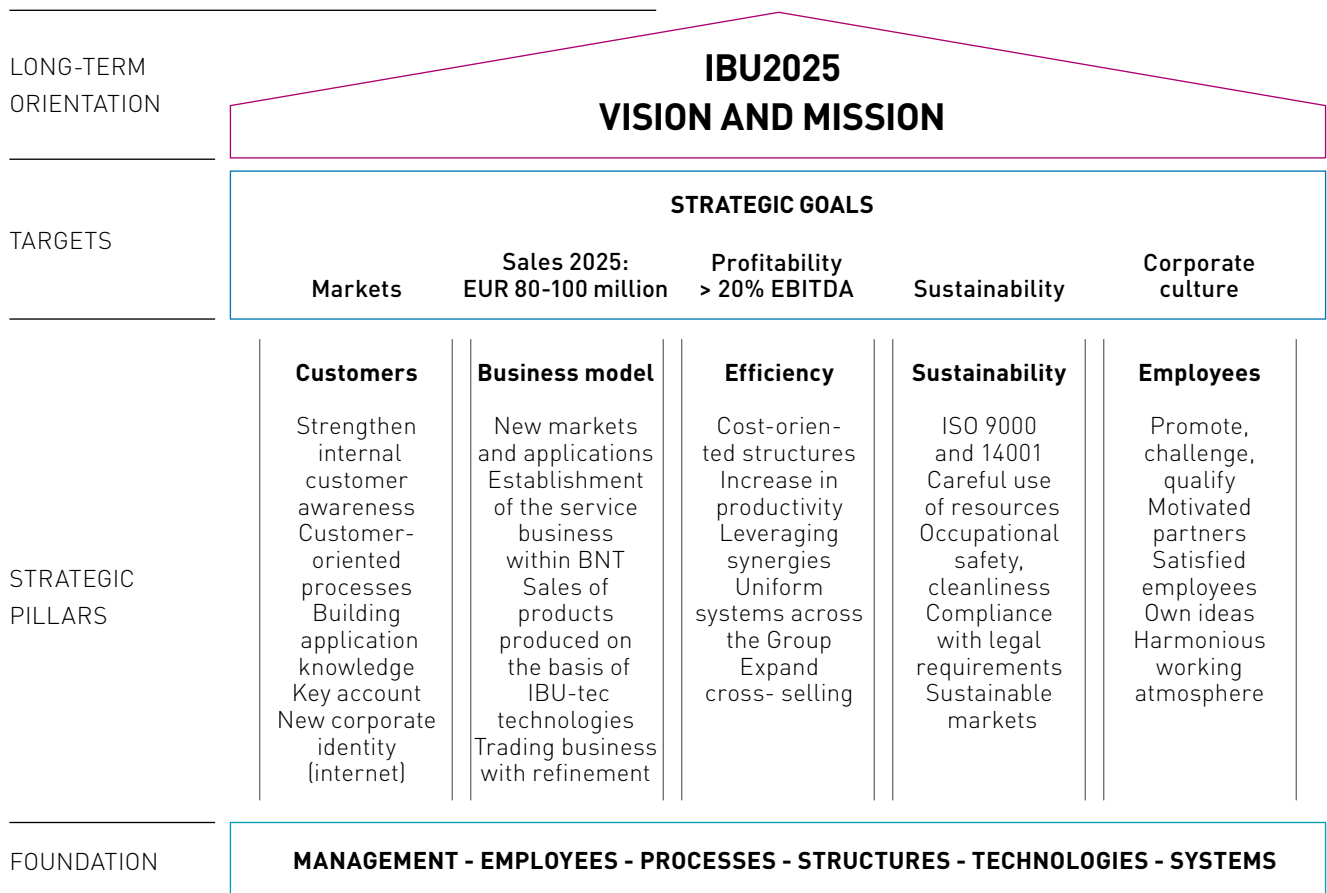 LONG-TERM
ORIENTATION
IBU2025
VISION AND MISSION
TARGETS
STRATEGIC GOALS
Markets
Sales 2025:
EUR 80-100 million
Profitability
> 20% EBITDA
Sustainability
Corporate
culture
STRATEGIC
PILLARS
Customers
Strengthen
internal
customer
awareness
Customer-
oriented
processes
Building
application
knowledge
Key account
New corporate
identity
(internet)
Business model
New markets
and applications
Establishment
of the service
business
within BNT
Sales of
products
produced on
the basis of
IBU-tec
technologies
Trading business
with refinement
Efficiency
Cost-orien-
ted structures
Increase in
productivity
Leveraging
synergies
Uniform
systems across
the Group
Expand
cross- selling
Sustainability
ISO 9000
and 14001
Careful use
of resources
Occupational
safety,
cleanliness
Compliance
with legal
requirements
Sustainable
markets
Employees
Promote,
challenge,
qualify
Motivated
partners
Satisfied
employees
Own ideas
Harmonious
working
atmosphere
FOUNDATION
MANAGEMENT - EMPLOYEES - PROCESSES - STRUCTURES - TECHNOLOGIES - SYSTEMS